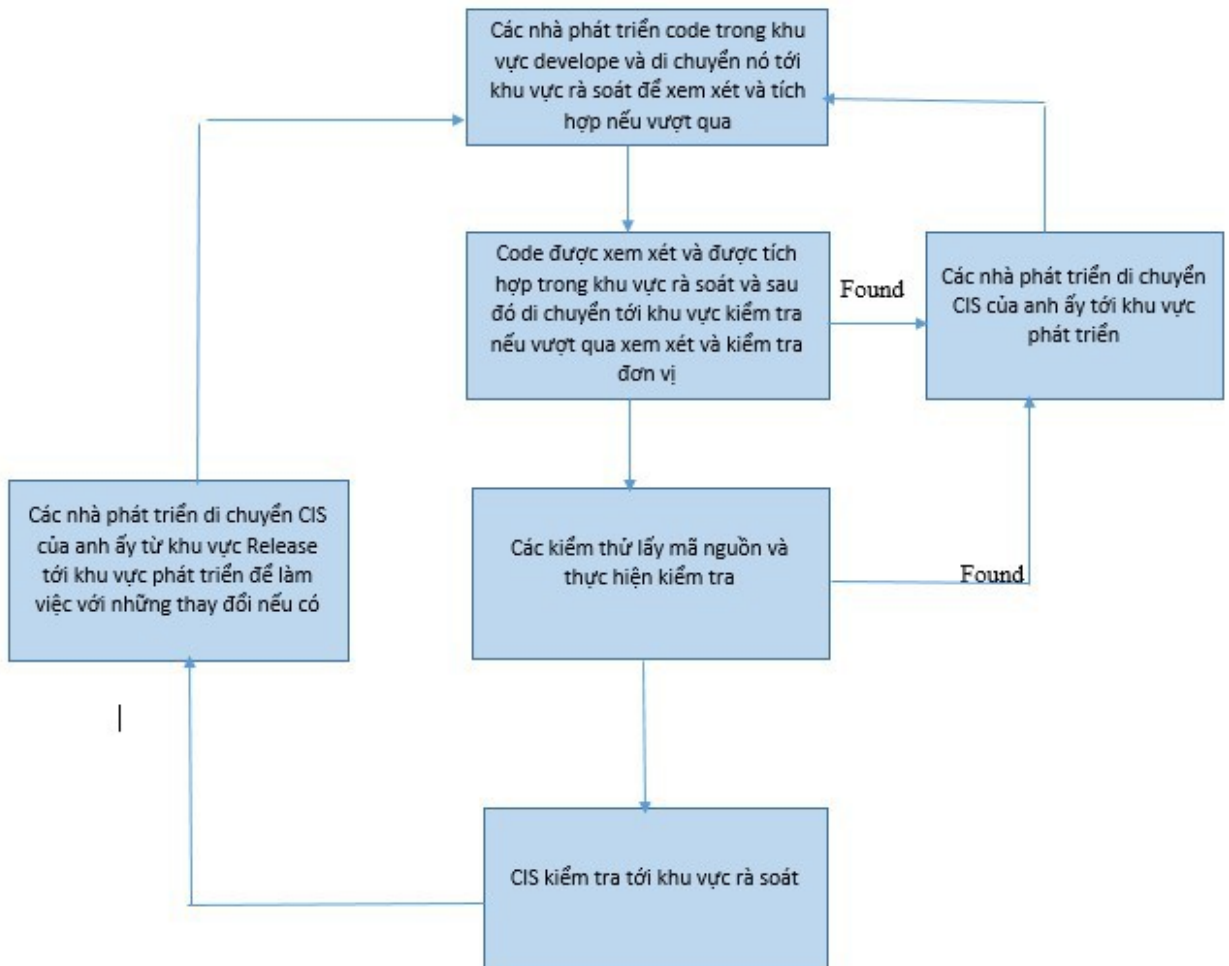 Các nhà phát triển code trong khu
vực develope và di chuyển nó tới
khu vực rà soát để xem xét và tích
hợp nếu vượt qua
Code được xem xét và được tích
hợp trong khu vực rà soát và sau
đó di chuyển tới khu vực kiểm tra
nếu vượt qua xem xét và kiểm tra
đơn vị
Found
Các nhà phát triển di chuyển
CIS của anh ấy tới khu vực
phát triển
Các nhà phát triển di chuyển CIS
của anh ấy từ khu vực Release
tới khu vực phát triển để làm
việc với những thay đổi nếu có
Các kiểm thử lấy mã nguồn và
thực hiện kiểm tra
Found
CIS kiểm tra tới khu vực rà soát